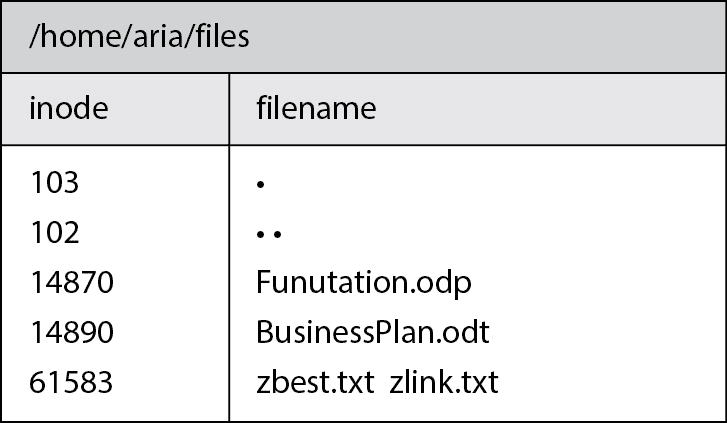 /home/aria/files
inode filename
103 .
102 ..
14870 Funutation.odp
14890 BusinessPlan.odt
61583 zbest.txt zlink.txt